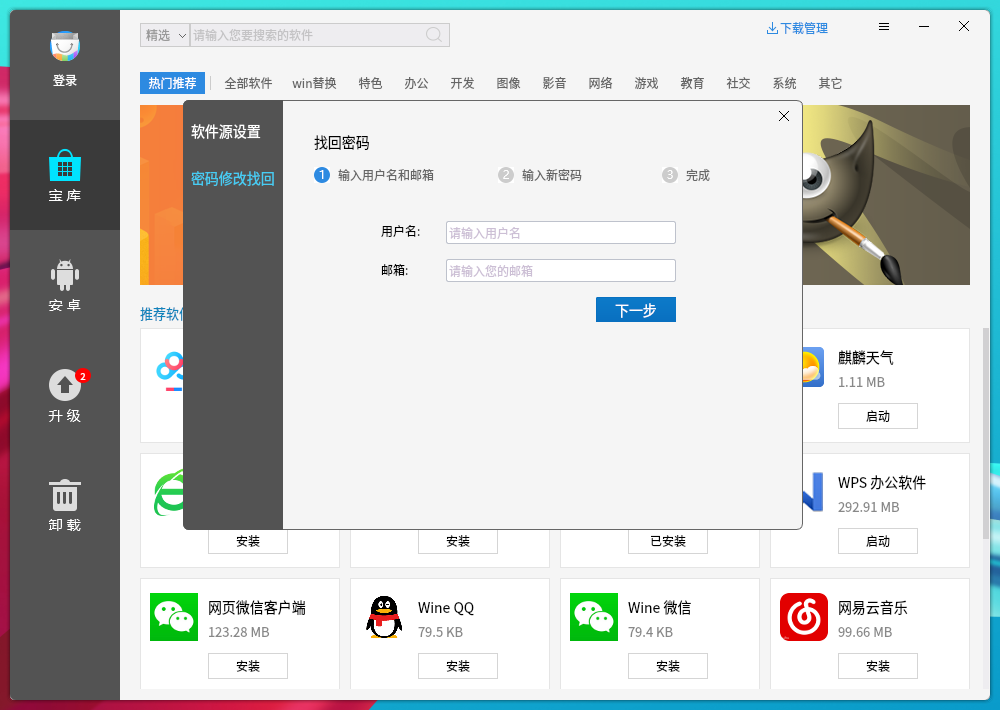 精选 请输入您要搜索的软件 下载管理
登录
热门推荐 全部软件 win替换 特色 办公 开发 图像 影音 网络 游戏 教育 社交 系统 其它
软件源设置
密码修改找回
找回密码
1 输入用户名和邮箱 2 输入新密码 3 完成
用户名: 请输入用户名
邮箱: 请输入您的邮箱
下一步
宝库
安卓
2
升级
卸载
推荐软
麒麟天气
1.11 MB
启动
WPS 办公软件
292.91 MB
安装 安装 已安装 启动
网页微信客户端 Wine QQ Wine 微信 网易云音乐
123.28 MB 79.5 KB 79.4 KB 99.66 MB
安装 安装 安装 安装